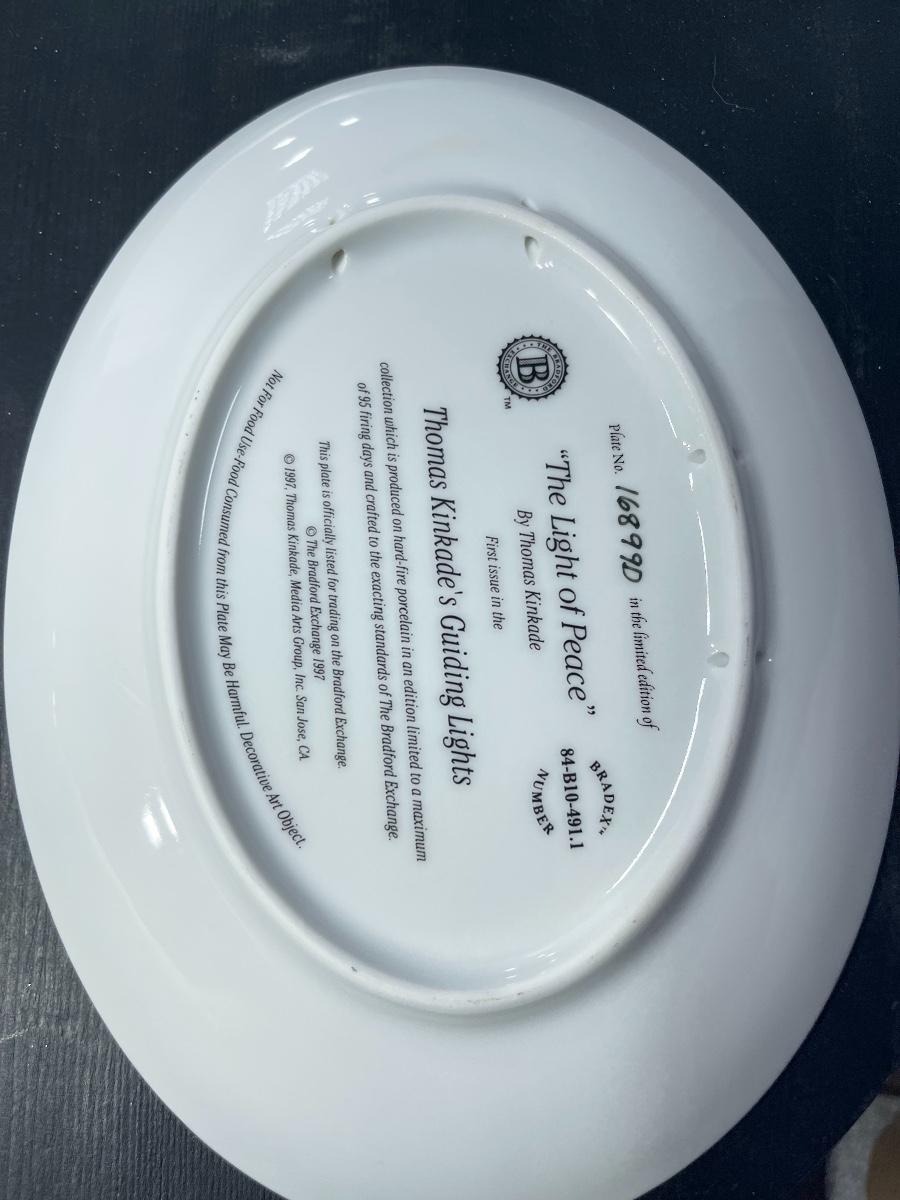 Plate No. 16899D in the limited edition of
"The Light of Peace"
By Thomas Kinkade
First issue in the
THE BRADFORD EXCHANGE
B
TM
BRADEX
84-B10-491.1
NUMBER
Thomas Kinkade's Guiding Lights
collection which is produced on hard-fire porcelain in an edition limited to a maximum
of 95 firing days and crafted to the exacting standards of The Bradford Exchange.
This plate is officially listed for trading on the Bradford Exchange.
© The Bradford Exchange 1997
© 1997, Thomas Kinkade, Media Arts Group, Inc. San Jose, CA.
Not For Food Use-Food Consumed from this Plate May Be Harmful. Decorative Art Object.